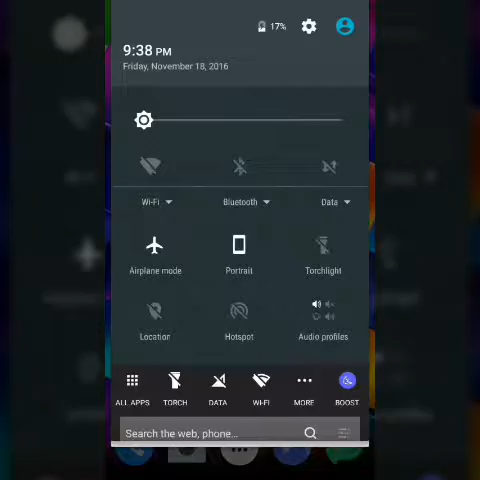 17%
9:38 PM
Friday, November 18, 2016
Wi-Fi Bluetooth Data
Airplane mode Portrait Torchlight
Location Hotspot Audio profiles
ALL APPS TORCH DATA WI-FI MORE BOOST
Search the web, phone...